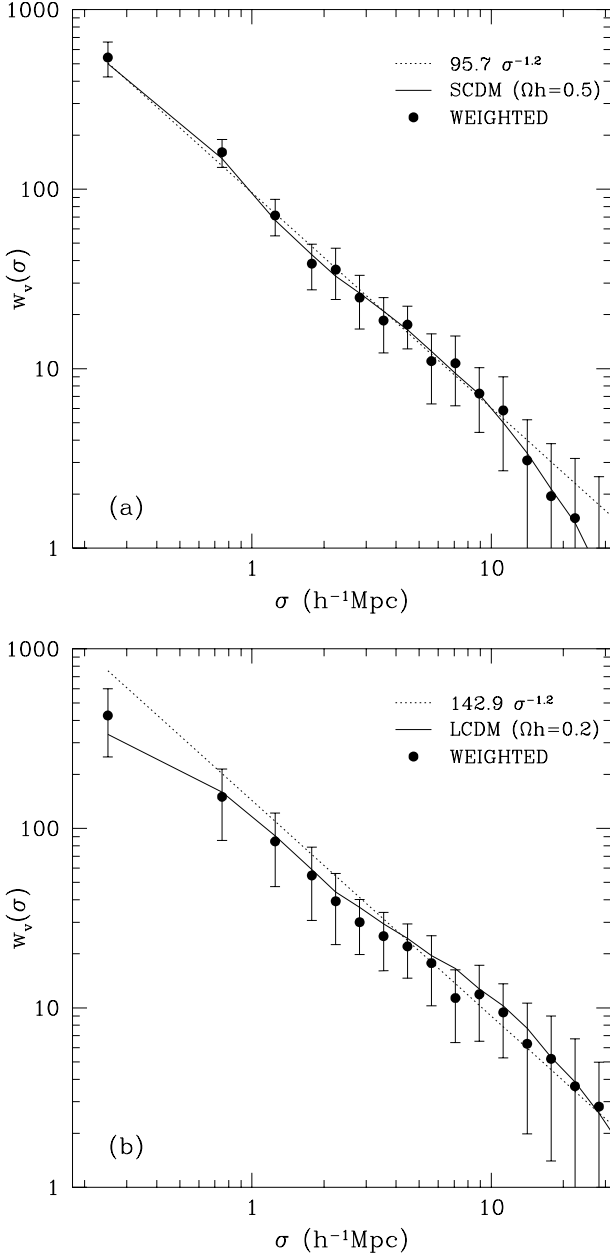 1000
100
10
1
w_v(σ)
95.7 σ^−1.2
SCDM (Ωh=0.5)
WEIGHTED
(a)
1
10
σ (h^−1Mpc)
1000
100
10
1
w_v(σ)
142.9 σ^−1.2
LCDM (Ωh=0.2)
WEIGHTED
(b)
1
10
σ (h^−1Mpc)